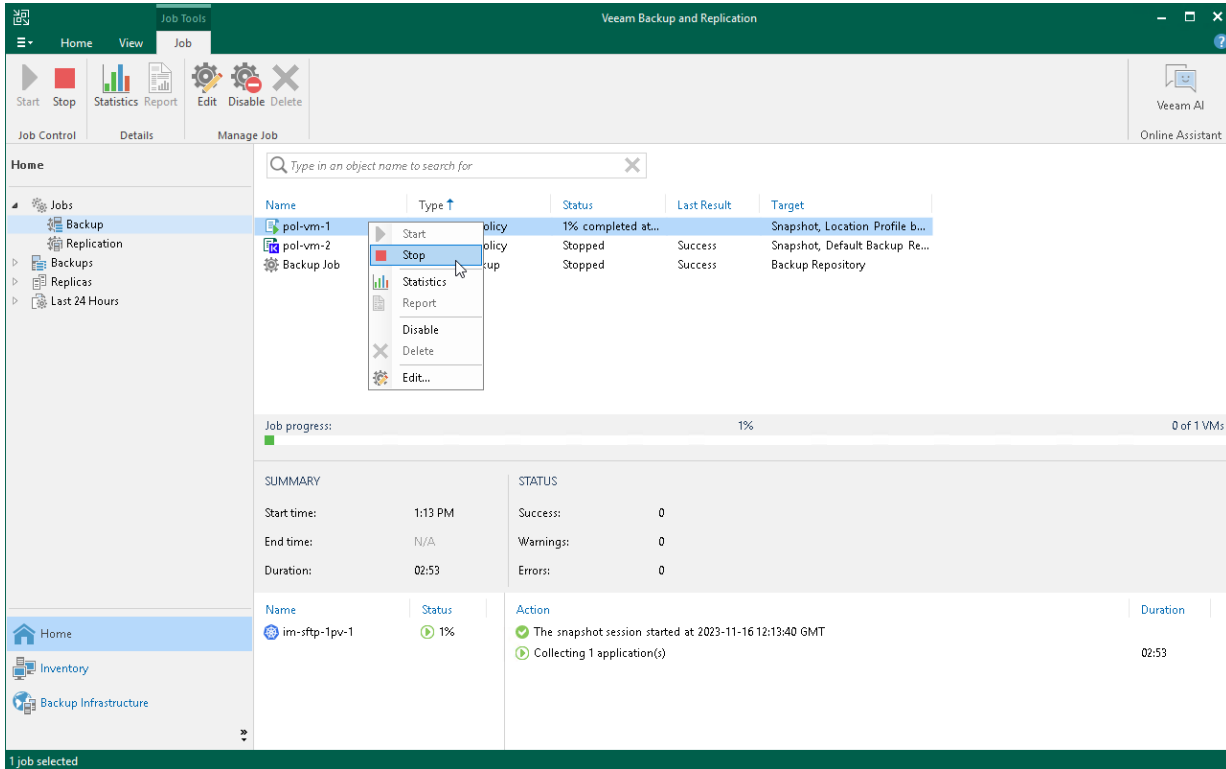 Job Tools
Veeam Backup and Replication
Home View Job
Start Stop Statistics Report Edit Disable Delete
Veeam AI
Job Control Details Manage Job Online Assistant
Home
Type in an object name to search for
Jobs
Backup
Replication
Backups
Replicas
Last 24 Hours
Name Type Status Last Result Target
pol-vm-1 olicy 1% completed at... Snapshot, Location Profile b...
pol-vm-2 olicy Stopped Success Snapshot, Default Backup Re...
Backup Job kup Stopped Success Backup Repository
Start
Stop
Statistics
Report
Disable
Delete
Edit...
Job progress: 1% 0 of 1 VMs
SUMMARY STATUS
Start time: 1:13 PM Success: 0
End time: N/A Warnings: 0
Duration: 02:53 Errors: 0
Name Status Action Duration
im-sftp-1pv-1 1% The snapshot session started at 2023-11-16 12:13:40 GMT
Collecting 1 application(s) 02:53
Home
Inventory
Backup Infrastructure
1 job selected